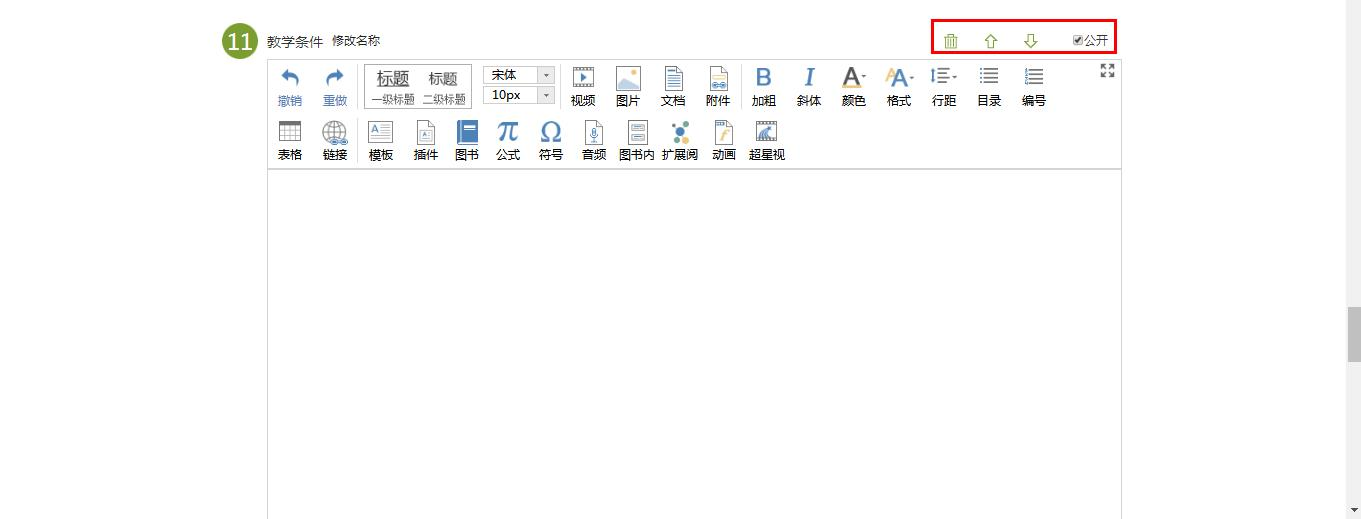 11 教学条件 修改名称 公开
标题 标题 宋体
一级标题 二级标题 10px
撤销 重做 视频 图片 文档 附件 加粗 斜体 颜色 格式 行距 目录 编号
表格 链接 模板 插件 图书 公式 符号 音频 图书内 扩展阅 动画 超星视